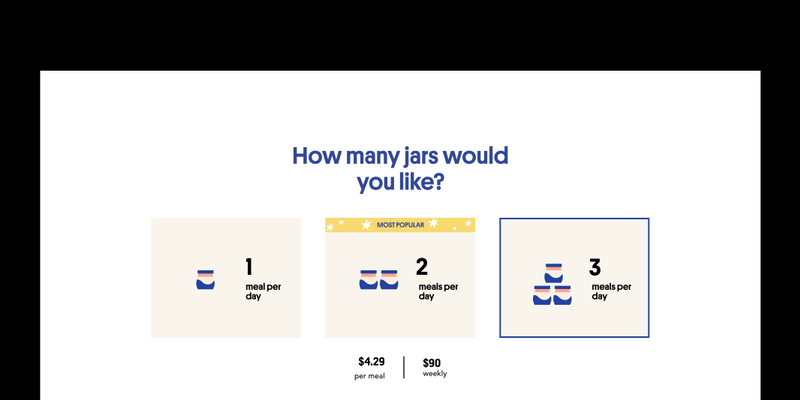 How many jars would
you like?
MOST POPULAR
1
meal per
day
2
meals per
day
3
meals per
day
$4.29
per meal
$90
weekly